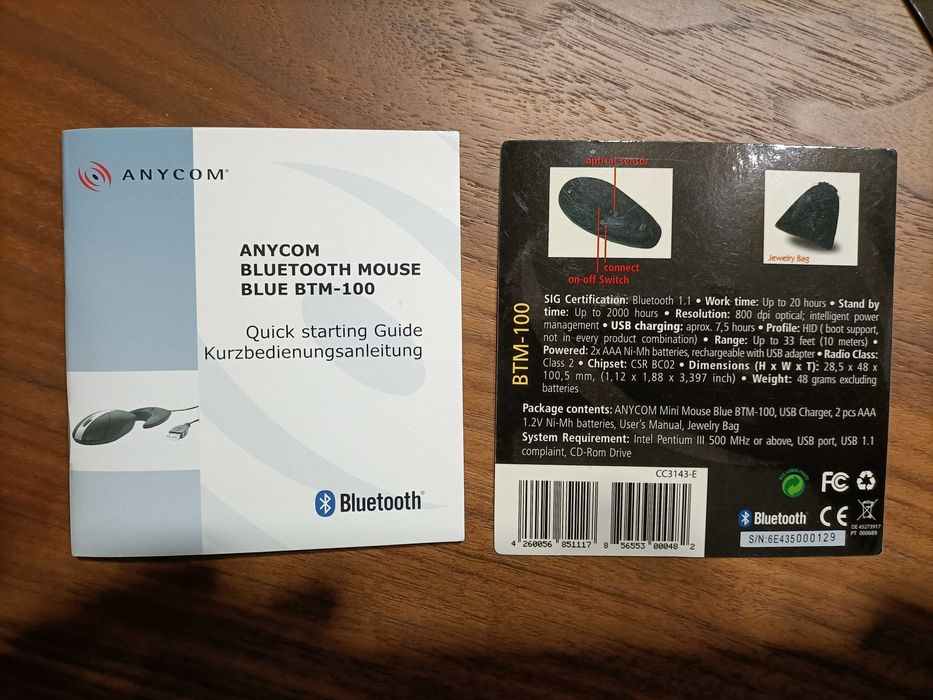 ANYCOM®
ANYCOM
BLUETOOTH MOUSE
BLUE BTM-100
Quick starting Guide
Kurzbedienungsanleitung
Bluetooth®
optical sensor
connect
on-off Switch
Jewelry Bag
BTM-100
SIG Certification: Bluetooth 1.1 • Work time: Up to 20 hours • Stand by
time: Up to 2000 hours • Resolution: 800 dpi optical; intelligent power
management • USB charging: aprox. 7,5 hours • Profile: HID ( boot support,
not in every product combination) • Range: Up to 33 feet (10 meters) •
Powered: 2x AAA Ni-Mh batteries, rechargeable with USB adapter • Radio Class:
Class 2 • Chipset: CSR BC02 • Dimensions (H x W x T): 28,5 x 48 x
100,5 mm, (1,12 x 1,88 x 3,397 inch) • Weight: 48 grams excluding
batteries
Package contents: ANYCOM Mini Mouse Blue BTM-100, USB Charger, 2 pcs AAA
1.2V Ni-Mh batteries, User's Manual, Jewelry Bag
System Requirement: Intel Pentium III 500 MHz or above, USB port, USB 1.1
complaint, CD-Rom Drive
CC3143-E
4 260056 851117 8 56553 00048 2
FC
Bluetooth® CE
DE 45273917
PT 000689
S/N:6E435000129